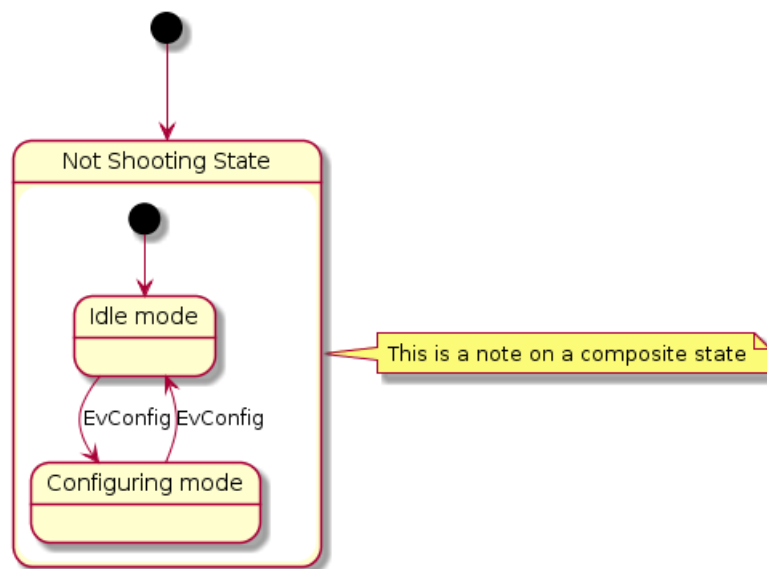 Not Shooting State
Idle mode
This is a note on a composite state
EvConfig EvConfig
Configuring mode